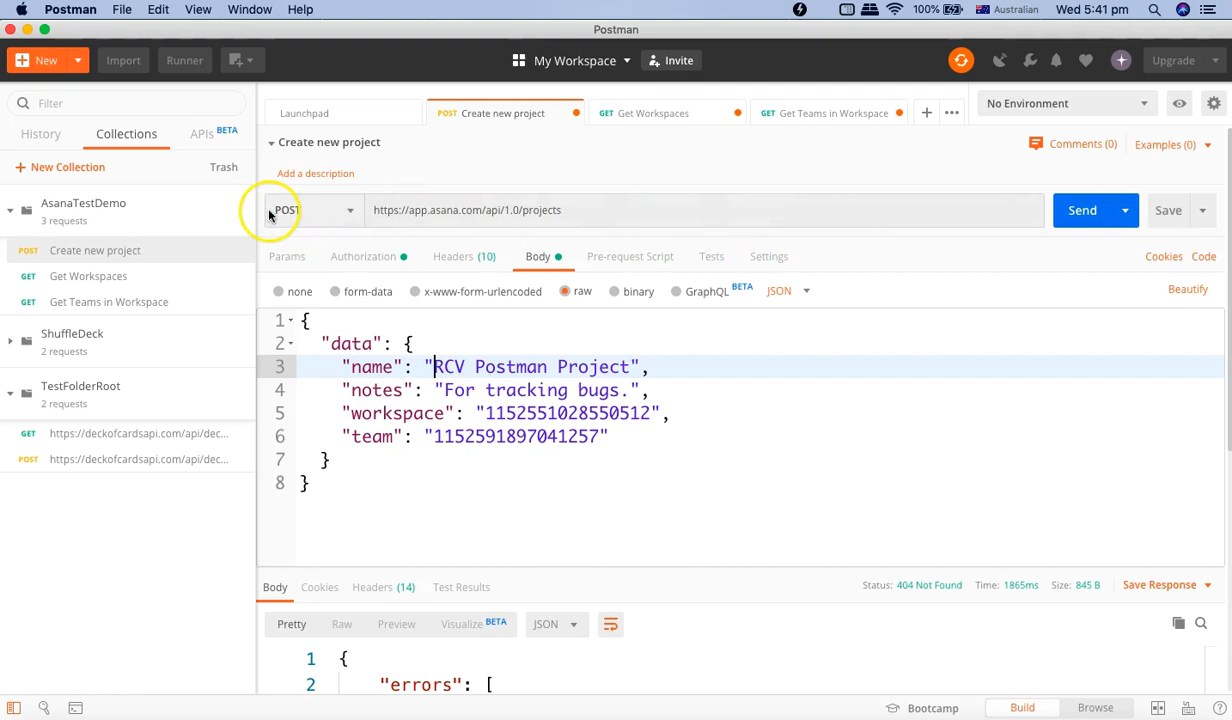 Postman File Edit View Window Help 100% Australian Wed 5:41 pm
Postman
New Import Runner My Workspace Invite Upgrade
Filter
History Collections APIs BETA
New Collection Trash
AsanaTestDemo
3 requests
POST Create new project
GET Get Workspaces
GET Get Teams in Workspace
ShuffleDeck
2 requests
TestFolderRoot
2 requests
GET https://deckofcardsapi.com/api/dec...
POST https://deckofcardsapi.com/api/dec...
Launchpad POST Create new project GET Get Workspaces GET Get Teams in Workspace No Environment
Create new project Comments (0) Examples (0)
Add a description
POST https://app.asana.com/api/1.0/projects Send Save
Params Authorization Headers (10) Body Pre-request Script Tests Settings Cookies Code
none form-data x-www-form-urlencoded raw binary GraphQL BETA JSON Beautify
1 {
2 "data": {
3 "name": "RCV Postman Project",
4 "notes": "For tracking bugs.",
5 "workspace": "1152551028550512",
6 "team": "1152591897041257"
7 }
8 }
Body Cookies Headers (14) Test Results Status: 404 Not Found Time: 1865ms Size: 845 B Save Response
Pretty Raw Preview Visualize BETA JSON
1 {
2 "errors": [
Bootcamp Build Browse